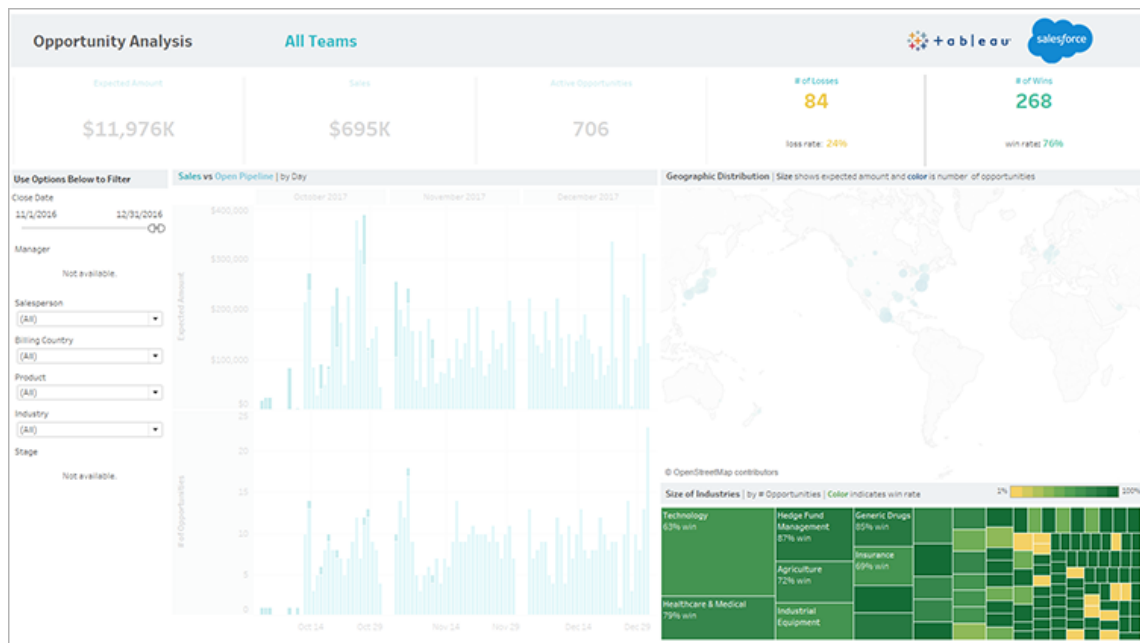 Opportunity Analysis
All Teams
+ a b | e a u
salesforce
Expected Amount
$11,976K
Sales
$695K
Active Opportunities
706
# of Losses
84
loss rate: 24%
# of Wins
268
win rate: 76%
Use Options Below to Filter
Close Date
11/1/2016 12/31/2016
Manager
Not available.
Salesperson
(All)
Billing Country
(All)
Product
(All)
Industry
(All)
Stage
Not available.
Sales vs Open Pipeline | by Day
October 2017 November 2017 December 2017
Expected Amount
$400,000
$300,000
$200,000
$100,000
$0
# of Opportunities
25
20
15
10
5
0
Oct 14 Oct 29 Nov 14 Nov 29 Dec 14 Dec 29
Geographic Distribution | Size shows expected amount and color is number of opportunities
© OpenStreetMap contributors
Size of Industries | by # Opportunities | Color indicates win rate
1% 100%
Technology
63% win
Healthcare & Medical
79% win
Hedge Fund
Management
87% win
Agriculture
72% win
Industrial
Equipment
Generic Drugs
85% win
Insurance
69% win